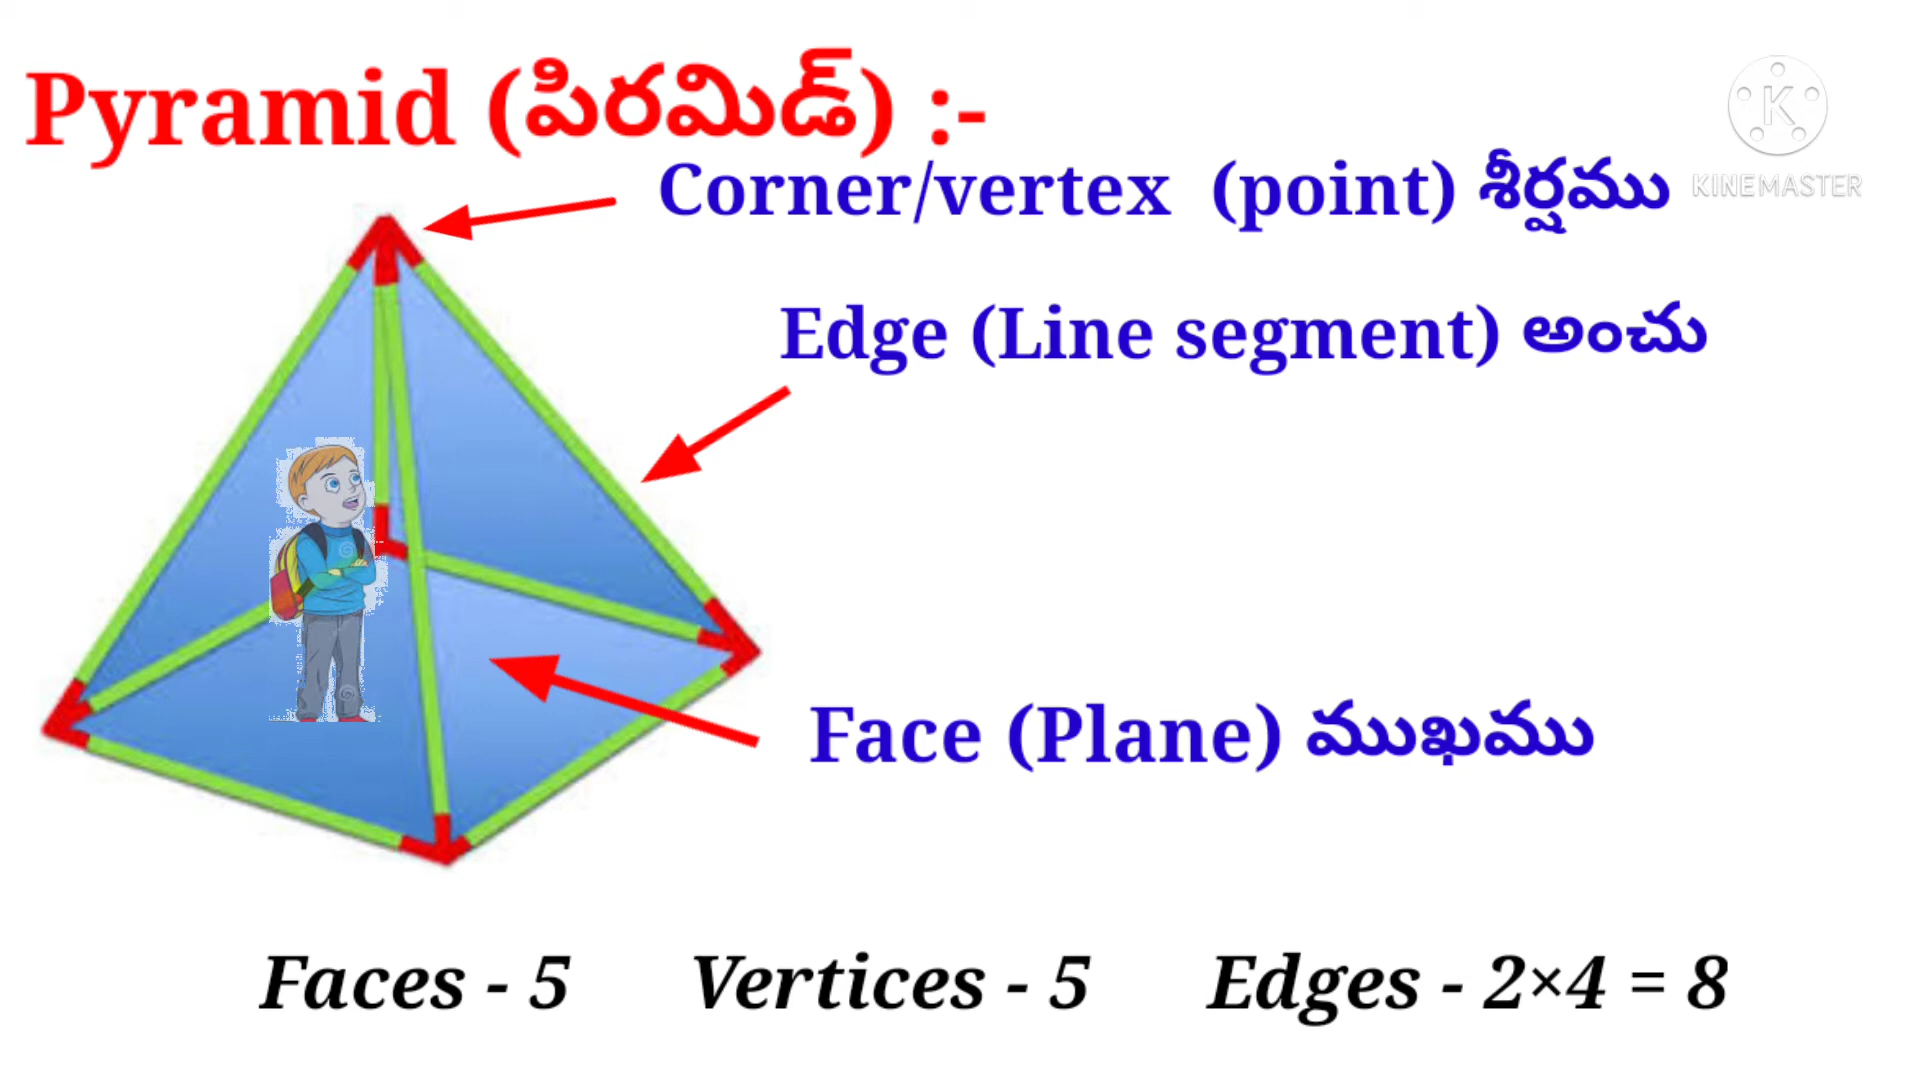 Pyramid (పిరమిడ్) :-
Corner/vertex (point) శీర్షము
KINEMASTER
Edge (Line segment) అంచు
Face (Plane) ముఖము
Faces - 5 Vertices - 5 Edges - 2×4 = 8